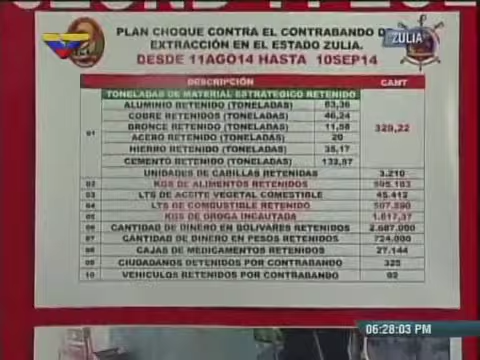 PLAN CHOQUE CONTRA EL CONTRABANDO DE
EXTRACCIÓN EN EL ESTADO ZULIA.
DESDE 11AGO14 HASTA 10SEP14
ZULIA
DESCRIPCIÓN CANT
TONELADAS DE MATERIAL ESTRATEGICO RETENIDO
01 329,22
ALUMINIO RETENIDO (TONELADAS) 83,36
COBRE RETENIDOS (TONELADAS) 46,24
BRONCE RETENIDO (TONELADAS) 11,58
ACERO RETENIDO (TONELADAS) 20
HIERRO RETENIDO (TONELADAS) 35,17
CEMENTO RETENIDO (TONELADAS) 132,87
UNIDADES DE CABILLAS RETENIDAS 3.210
02 KGS DE ALIMENTOS RETENIDOS
03 LTS DE ACEITE VEGETAL COMESTIBLE 45.412
04 LTS DE COMBUSTIBLE RETENIDO
05 KGS DE DROGA INCAUTADA 1.617,37
06 CANTIDAD DE DINERO EN BOLIVARES RETENIDOS 2.687.000
07 CANTIDAD DE DINERO EN PESOS RETENIDOS 724.000
08 CAJAS DE MEDICAMENTOS RETENIDOS 27.144
09 CIUDADANOS DETENIDOS POR CONTRABANDO 325
10 VEHICULOS RETENIDOS POR CONTRABANDO 92
06:28:03 PM